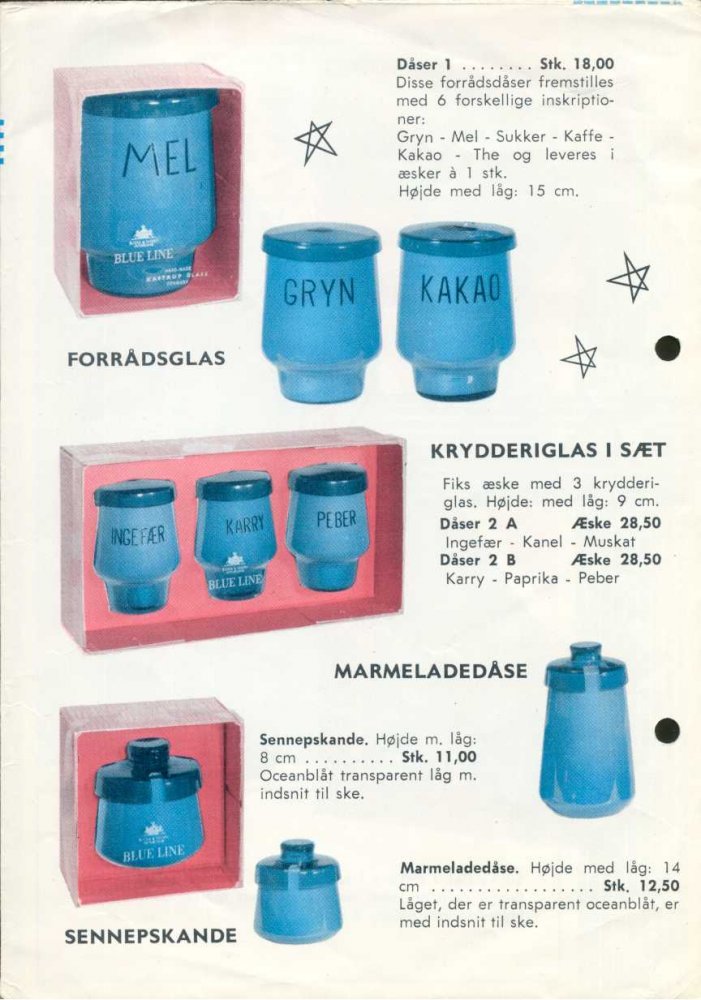 Dåser 1 ........ Stk. 18,00
Disse forrådsdåser fremstilles
med 6 forskellige inskriptio-
ner:
Gryn - Mel - Sukker - Kaffe -
Kakao - The og leveres i
æsker à 1 stk.
Højde med låg: 15 cm.
MEL
BLUE LINE
HAND-MADE
KASTRUP GLASS
GRYN
KAKAO
FORRÅDSGLAS
KRYDDERIGLAS I SÆT
Fiks æske med 3 krydderi-
glas. Højde: med låg: 9 cm.
Dåser 2 A Æske 28,50
Ingefær - Kanel - Muskat
Dåser 2 B Æske 28,50
Karry - Paprika - Peber
INGEFÆR
KARRY
PEBER
BLUE LINE
MARMELADEDÅSE
Sennepskande. Højde m. låg:
8 cm .......... Stk. 11,00
Oceanblåt transparent låg m.
indsnit til ske.
BLUE LINE
SENNEPSKANDE
Marmeladedåse. Højde med låg: 14
cm .................. Stk. 12,50
Låget, der er transparent oceanblåt, er
med indsnit til ske.